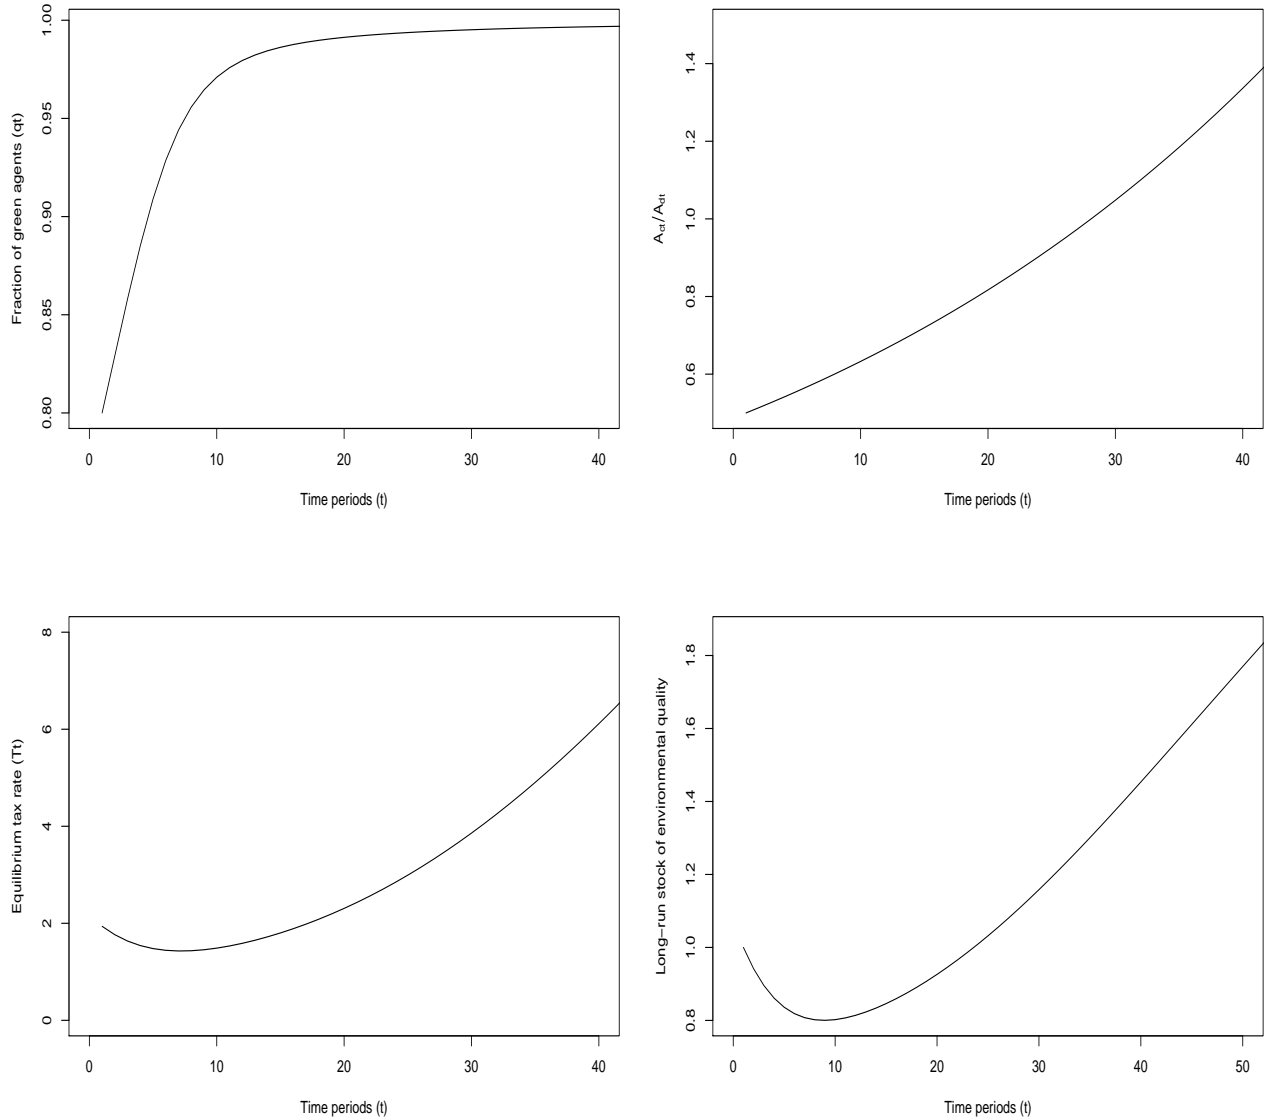 Fraction of green agents (qt)
0.80 0.85 0.90 0.95 1.00
0 10 20 30 40
Time periods (t)
Act/Adt
0.6 0.8 1.0 1.2 1.4
0 10 20 30 40
Time periods (t)
Equilibrium tax rate (Tt)
0 2 4 6 8
0 10 20 30 40
Time periods (t)
Long−run stock of environmental quality
0.8 1.0 1.2 1.4 1.6 1.8
0 10 20 30 40 50
Time periods (t)